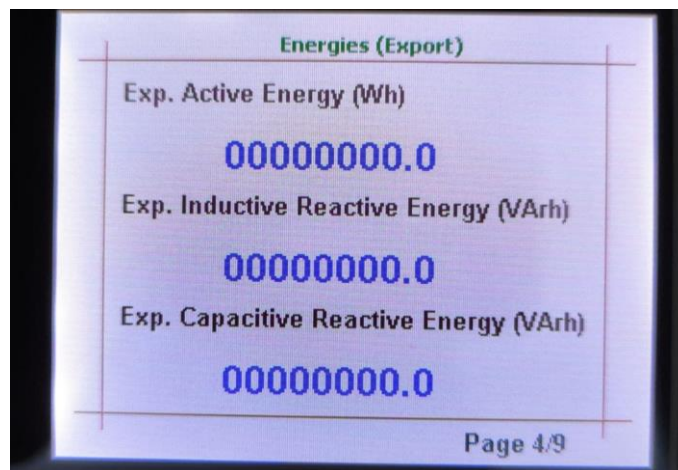 Energies (Export)
Exp. Active Energy (Wh)
00000000.0
Exp. Inductive Reactive Energy (VArh)
00000000.0
Exp. Capacitive Reactive Energy (VArh)
00000000.0
Page 4/9